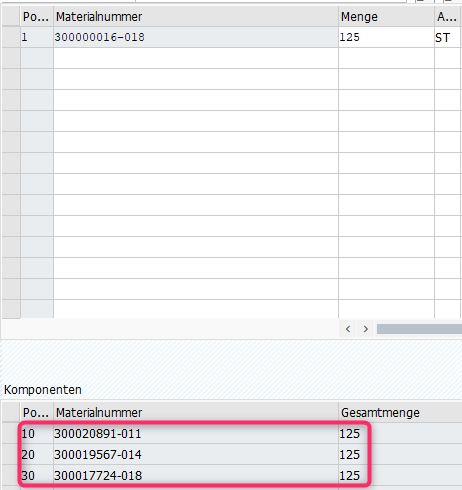 Po... Materialnummer Menge A...
1 300000016-018 125 ST
Komponenten
Po... Materialnummer Gesamtmenge
10 300020891-011 125
20 300019567-014 125
30 300017724-018 125